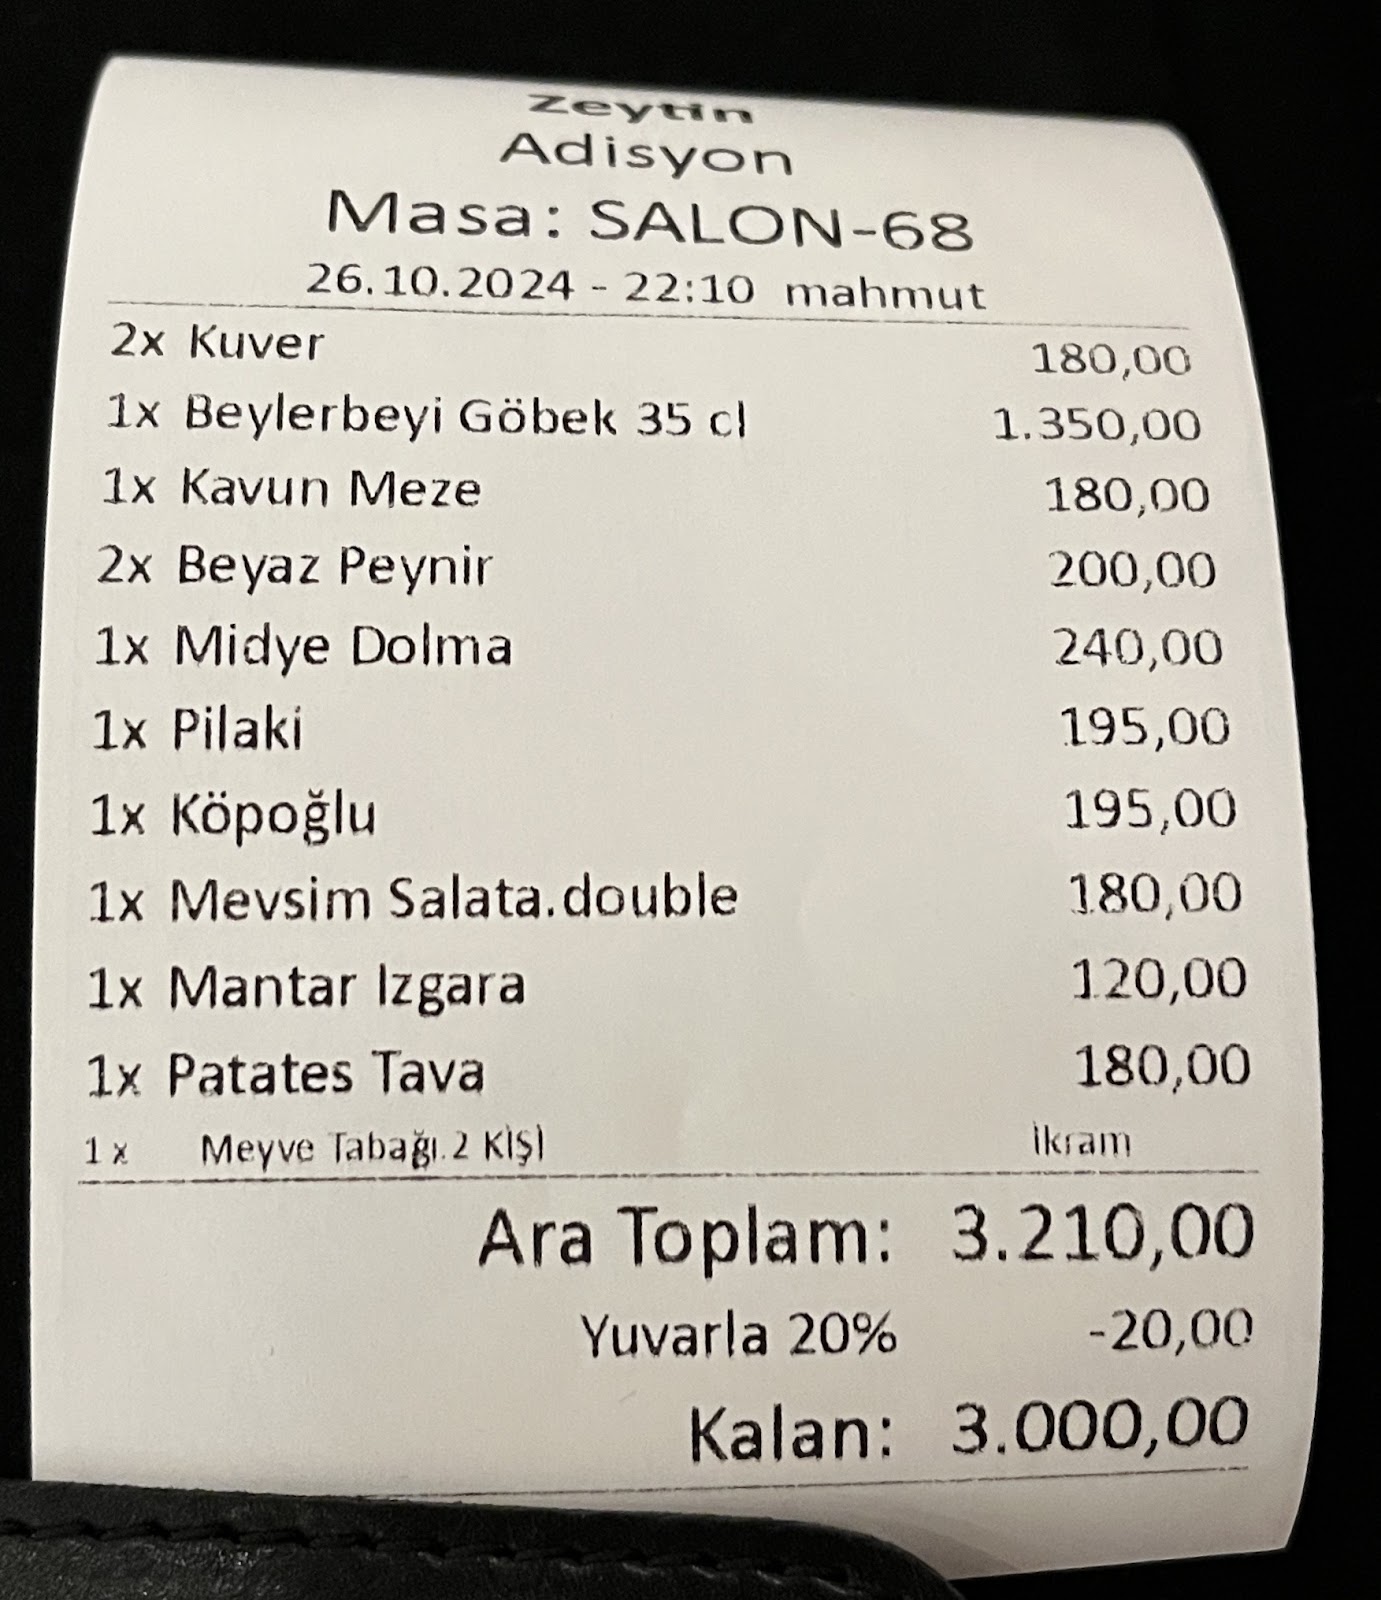 Zeytin
Adisyon
Masa: SALON-68
26.10.2024 - 22:10 mahmut
2x Kuver 180,00
1x Beylerbeyi Göbek 35 cl 1.350,00
1x Kavun Meze 180,00
2x Beyaz Peynir 200,00
1x Midye Dolma 240,00
1x Pilaki 195,00
1x Köpoğlu 195,00
1x Mevsim Salata.double 180,00
1x Mantar Izgara 120,00
1x Patates Tava 180,00
1 x Meyve Tabağı.2 KİŞİ İkram
Ara Toplam: 3.210,00
Yuvarla 20% -20,00
Kalan: 3.000,00